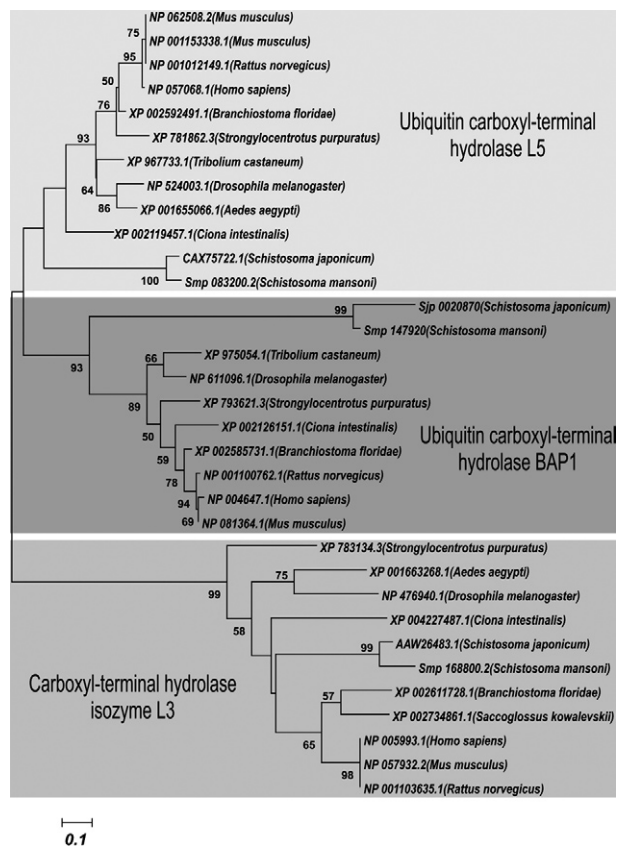 NP 062508.2(Mus musculus)
75
NP 001153338.1(Mus musculus)
95
NP 001012149.1(Rattus norvegicus)
50
NP 057068.1(Homo sapiens)
76
XP 002592491.1(Branchiostoma floridae)
Ubiquitin carboxyl-terminal
hydrolase L5
93
XP 781862.3(Strongylocentrotus purpuratus)
XP 967733.1(Tribolium castaneum)
64
NP 524003.1(Drosophila melanogaster)
86
XP 001655066.1(Aedes aegypti)
XP 002119457.1(Ciona intestinalis)
CAX75722.1(Schistosoma japonicum)
100
Smp 083200.2(Schistosoma mansoni)
99
Sjp 0020870(Schistosoma japonicum)
Smp 147920(Schistosoma mansoni)
66
XP 975054.1(Tribolium castaneum)
93
NP 611096.1(Drosophila melanogaster)
89
XP 793621.3(Strongylocentrotus purpuratus)
50
XP 002126151.1(Ciona intestinalis)
Ubiquitin carboxyl-terminal
hydrolase BAP1
59
XP 002585731.1(Branchiostoma floridae)
78
NP 001100762.1(Rattus norvegicus)
94
NP 004647.1(Homo sapiens)
69
NP 081364.1(Mus musculus)
XP 783134.3(Strongylocentrotus purpuratus)
99
75
XP 001663268.1(Aedes aegypti)
NP 476940.1(Drosophila melanogaster)
58
XP 004227487.1(Ciona intestinalis)
99
AAW26483.1(Schistosoma japonicum)
Smp 168800.2(Schistosoma mansoni)
Carboxyl-terminal hydrolase
isozyme L3
57
XP 002611728.1(Branchiostoma floridae)
XP 002734861.1(Saccoglossus kowalevskii)
65
NP 005993.1(Homo sapiens)
NP 057932.2(Mus musculus)
98
NP 001103635.1(Rattus norvegicus)
0.1